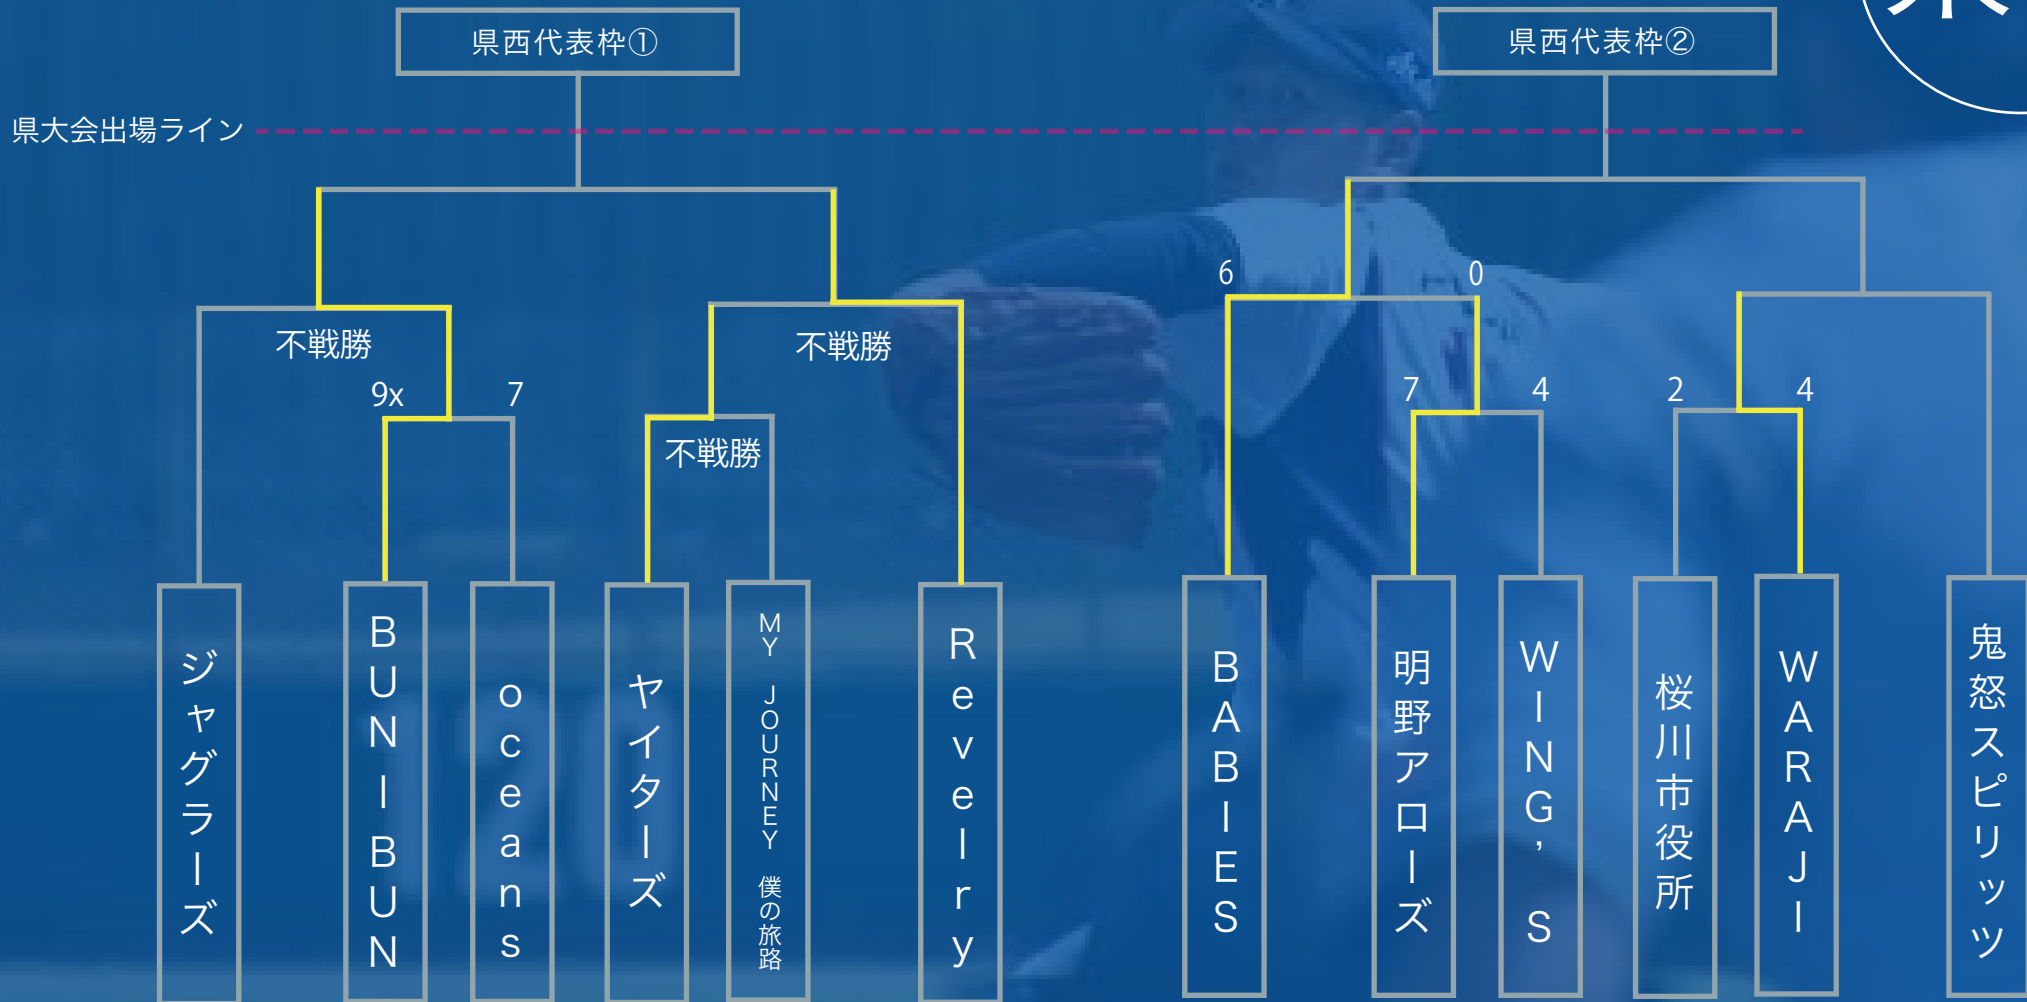 県西代表枠①
県西代表枠②
県大会出場ライン
6
0
不戦勝
不戦勝
9x
7
7
4
2
4
不戦勝
ジャグラーズ
BUN I BUN
oceans
ヤイターズ
MY JOURNEY 僕の旅路
Revelry
BABIES
明野アローズ
WING’S
桜川市役所
WARAJI
鬼怒スピリッツ
120